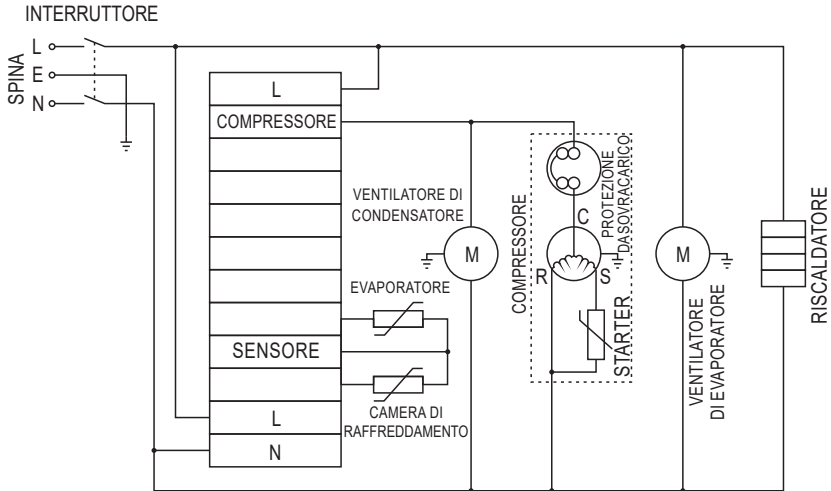 INTERRUTTORE
L
E
N
SPINA
L
COMPRESSORE
SENSORE
L
N
VENTILATORE DI
CONDENSATORE
M
EVAPORATORE
CAMERA DI
RAFFREDDAMENTO
COMPRESSORE
PROTEZIONE
DASOVRACARICO
C
R
S
STARTER
M
VENTILATORE
DI EVAPORATORE
RISCALDATORE